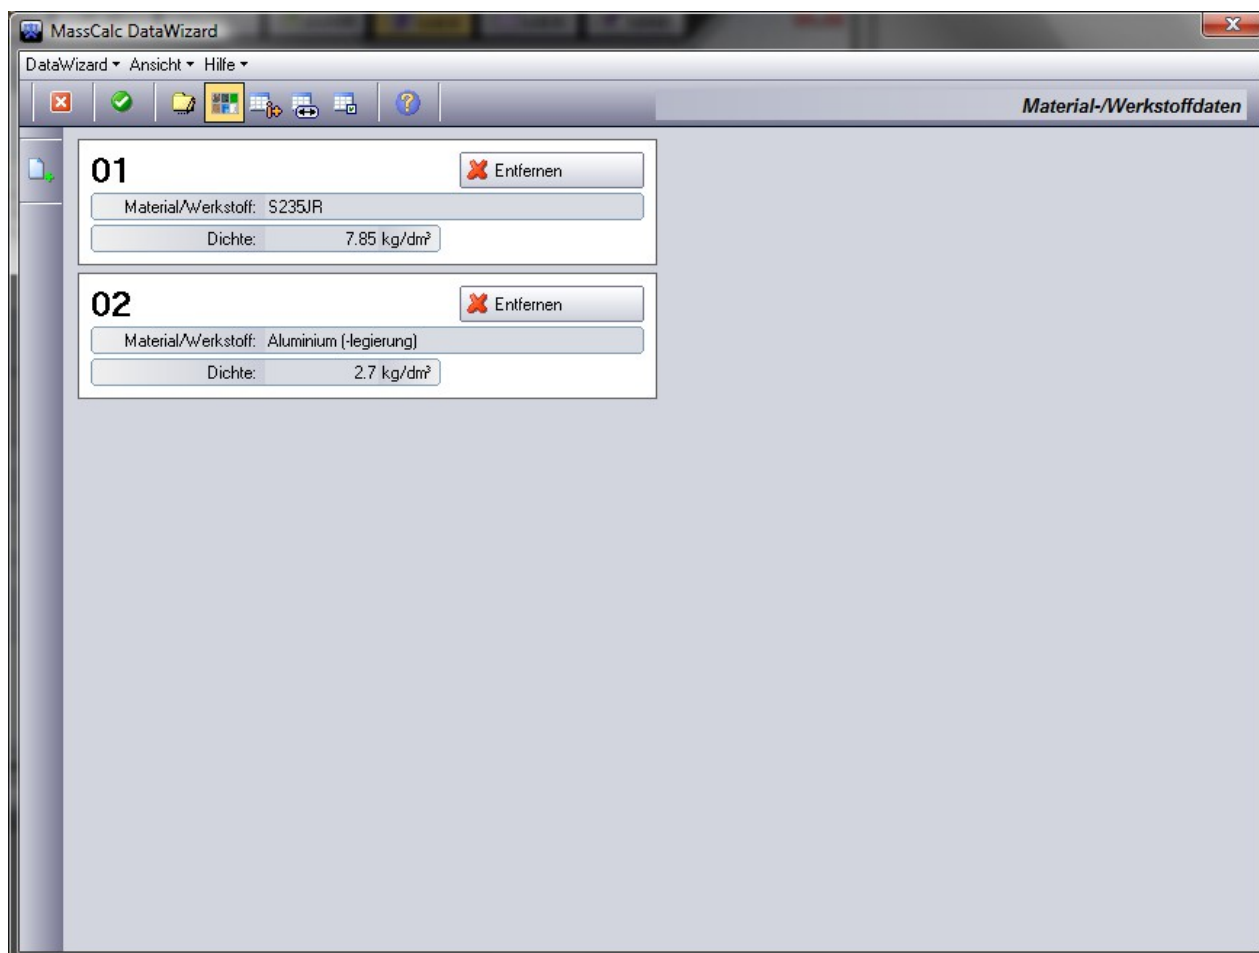 MassCalc DataWizard
DataWizard Ansicht Hilfe
Material-/Werkstoffdaten
01
Entfernen
Material/Werkstoff: S235JR
Dichte: 7.85 kg/dm³
02
Entfernen
Material/Werkstoff: Aluminium (-legierung)
Dichte: 2.7 kg/dm³